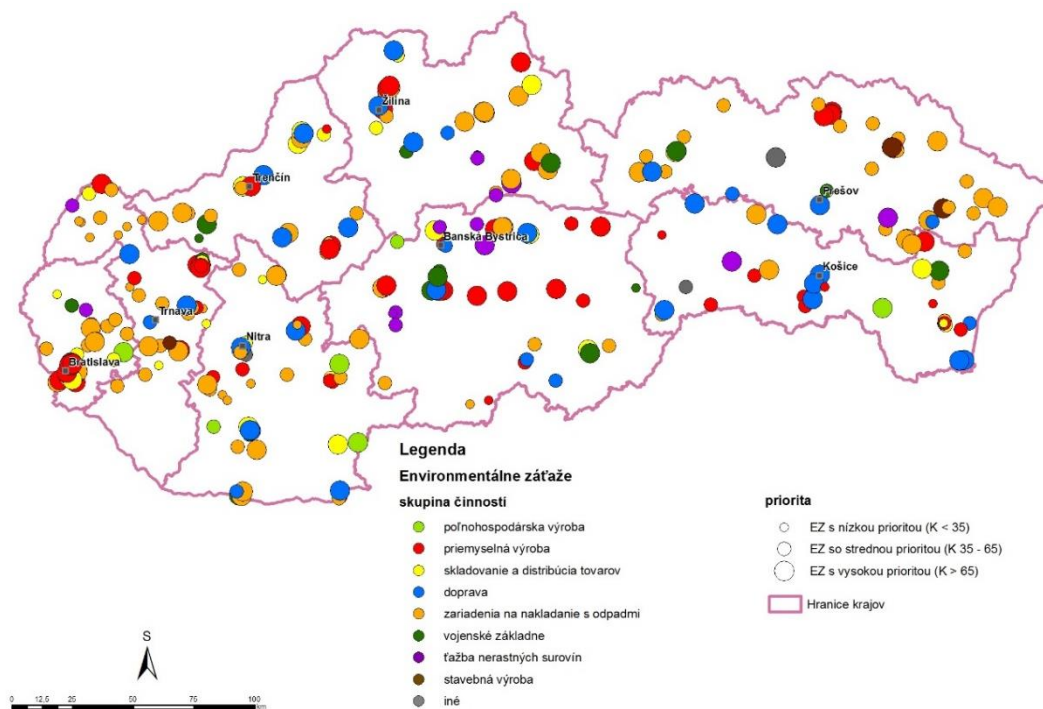 Žilina
Trenčín
Prešov
Banská Bystrica
Košice
Trnava
Nitra
Bratislava
Legenda
Environmentálne záťaže
skupina činností
poľnohospodárska výroba
priemyselná výroba
skladovanie a distribúcia tovarov
doprava
zariadenia na nakladanie s odpadmi
vojenské základne
ťažba nerastných surovín
stavebná výroba
iné
priorita
EZ s nízkou prioritou (K < 35)
EZ so strednou prioritou (K 35 - 65)
EZ s vysokou prioritou (K > 65)
Hranice krajov
S
0 12,5 25 50 75 100
km